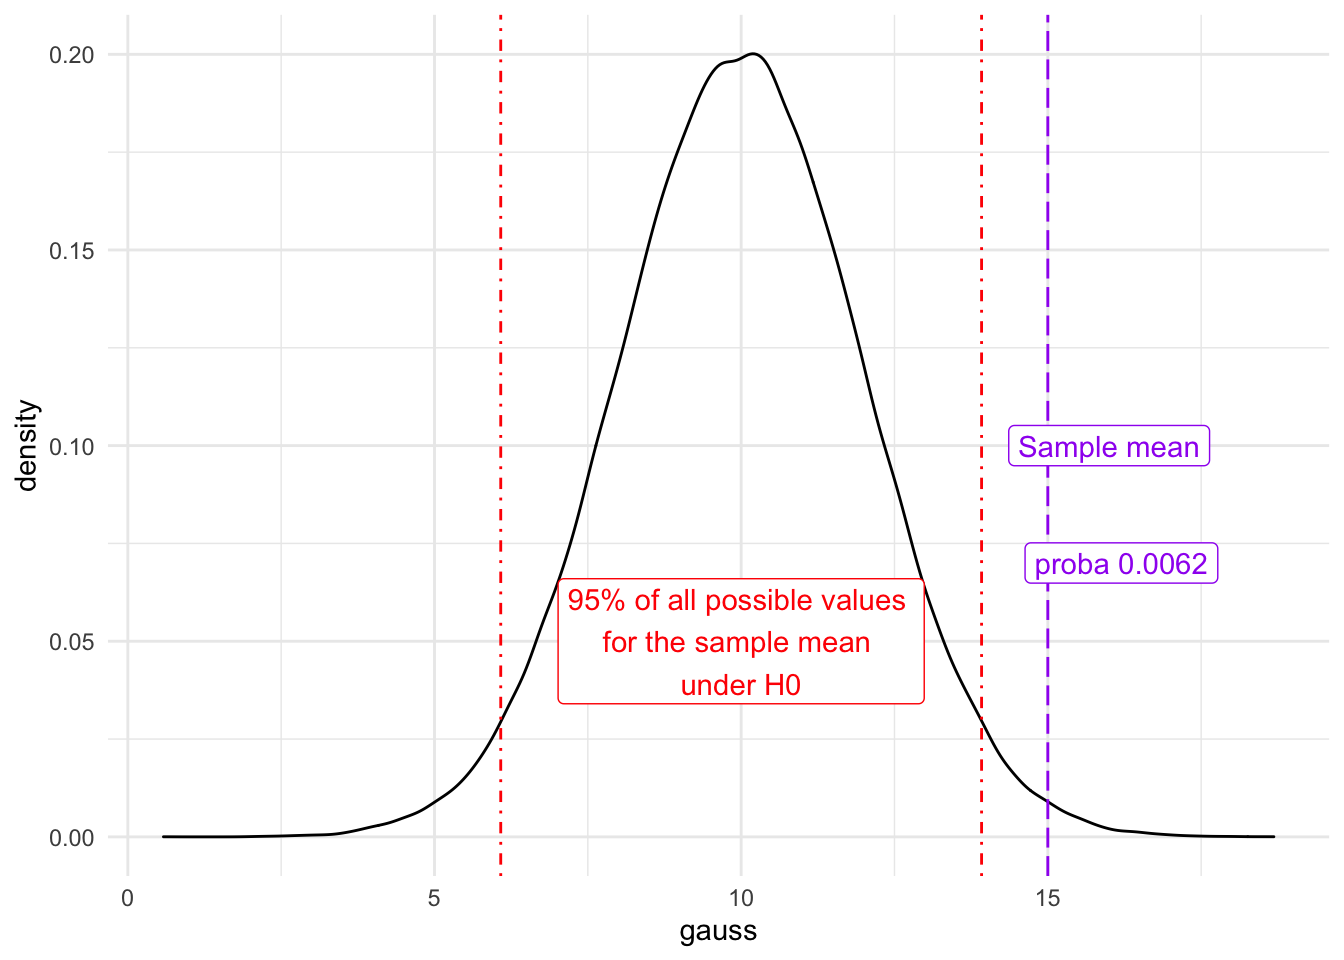 0.20
0.15
0.10
0.05
0.00
density
Sample mean
proba 0.0062
95% of all possible values
for the sample mean
under H0
0
5
10
15
gauss